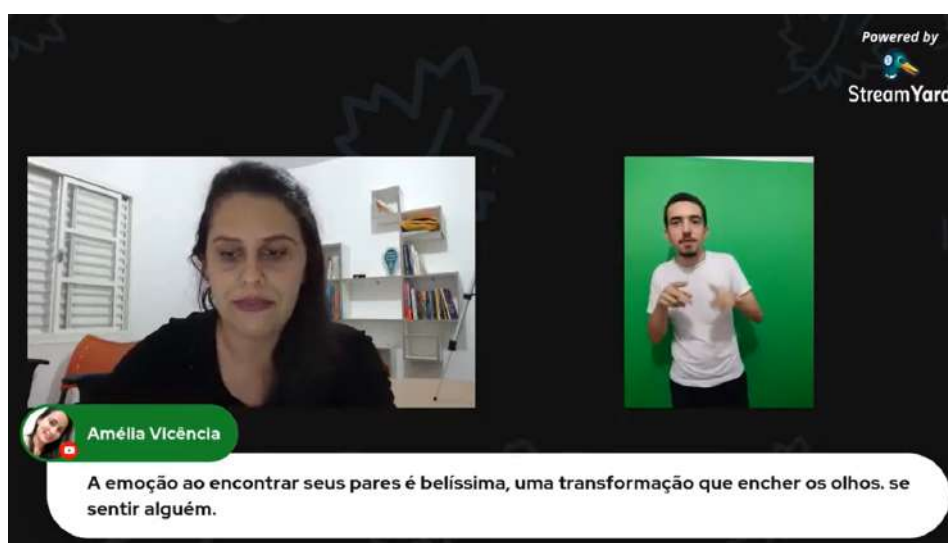 Powered by
StreamYard
Amélia Vicência
A emoção ao encontrar seus pares é belíssima, uma transformação que encher os olhos. se
sentir alguém.